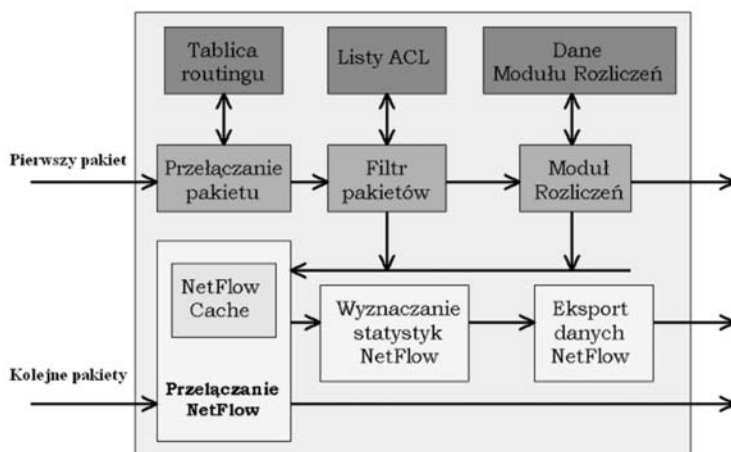 Tablica
routingu
Listy ACL
Dane
Modułu Rozliczeń
Pierwszy pakiet
Przełączanie
pakietu
Filtr
pakietów
Moduł
Rozliczeń
NetFlow
Cache
Wyznaczanie
statystyk
NetFlow
Eksport
danych
NetFlow
Kolejne pakiety
Przelączanie
NetFlow